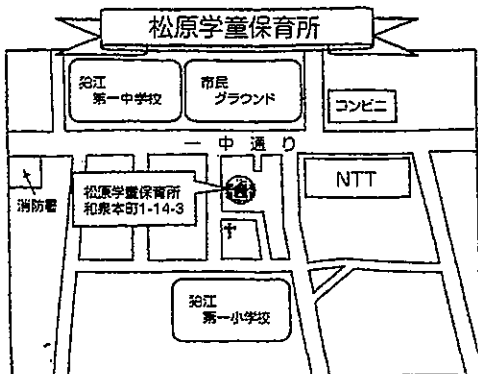 松原学童保育所
狛江
第一中学校
市民
グラウンド
コンビニ
一中通り
消防署
松原学童保育所
和泉本町1-14-3
NTT
狛江
第一小学校